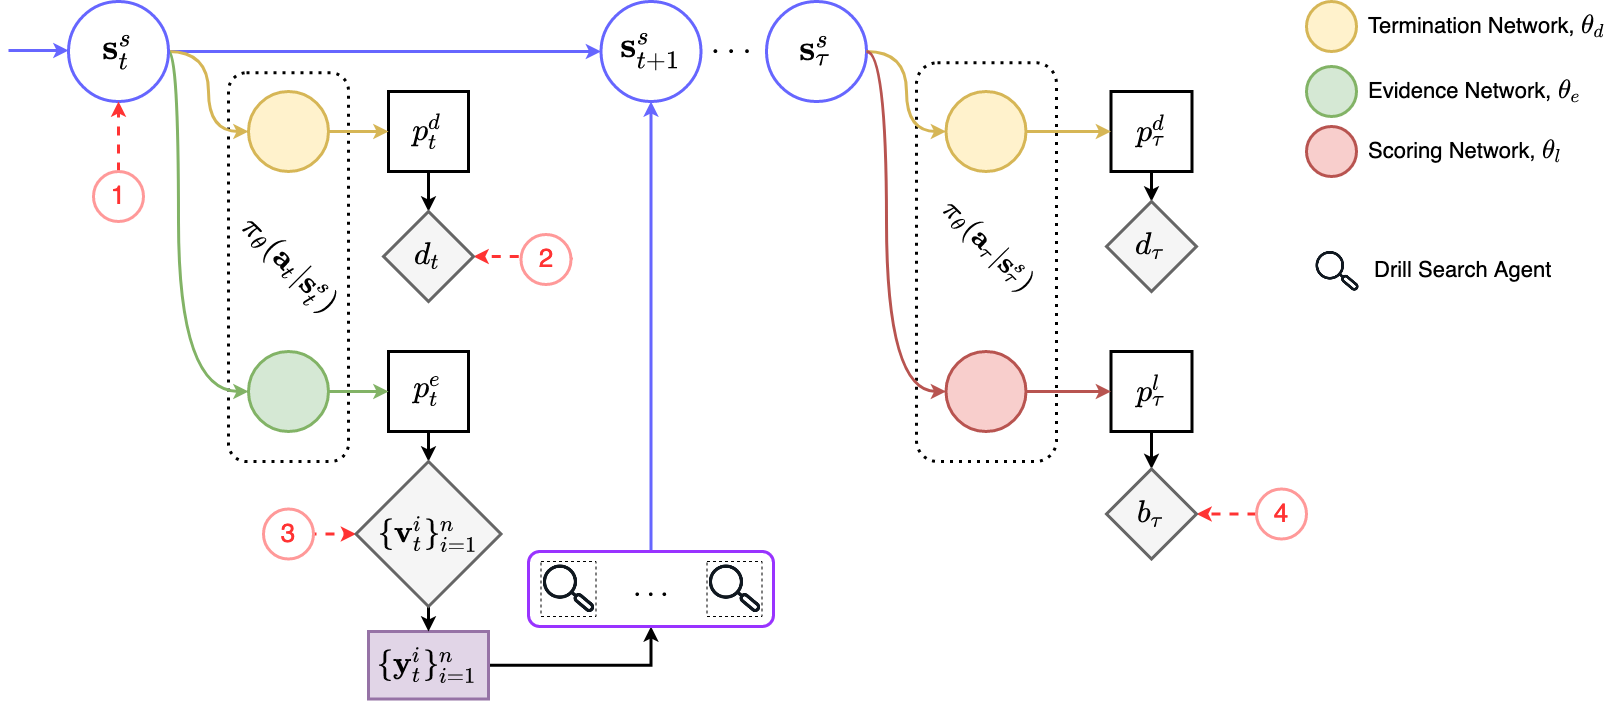 $\mathbf{s}_t^s$
$\mathbf{s}_{t+1}^s$
···
$\mathbf{s}_\tau^s$
1
$p_t^d$
$d_t$
2
$\pi_\theta(\mathbf{a}_t|\mathbf{s}_t^s)$
$p_t^e$
3
$\{\mathbf{v}_t^i\}_{i=1}^n$
$\{\mathbf{y}_t^i\}_{i=1}^n$
···
$p_\tau^d$
$d_\tau$
$\pi_\theta(\mathbf{a}_\tau|\mathbf{s}_\tau^s)$
$p_\tau^l$
$b_\tau$
4
Termination Network, $\theta_d$
Evidence Network, $\theta_e$
Scoring Network, $\theta_l$
Drill Search Agent